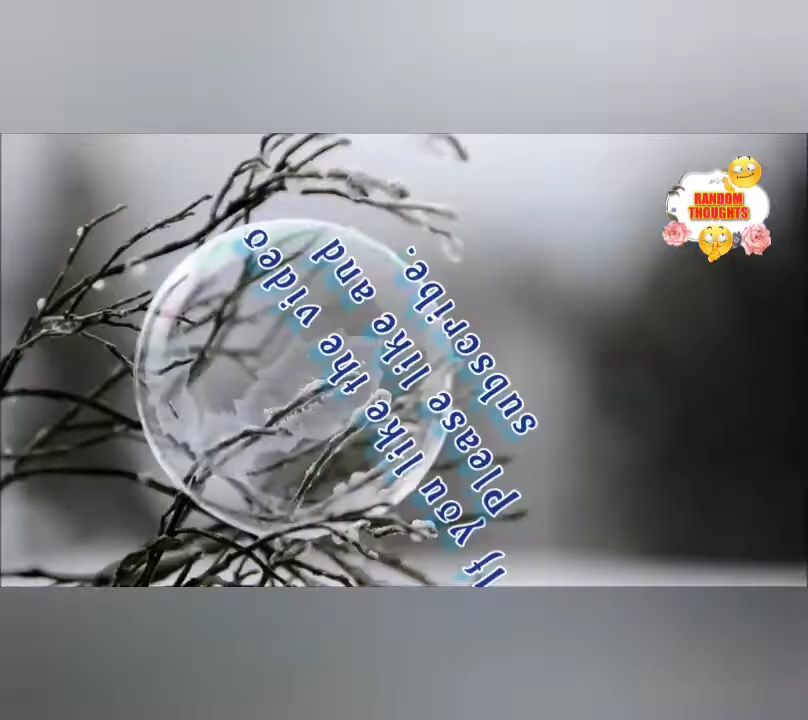 If you like the video
Please like and
subscribe.
RANDOM
THOUGHTS